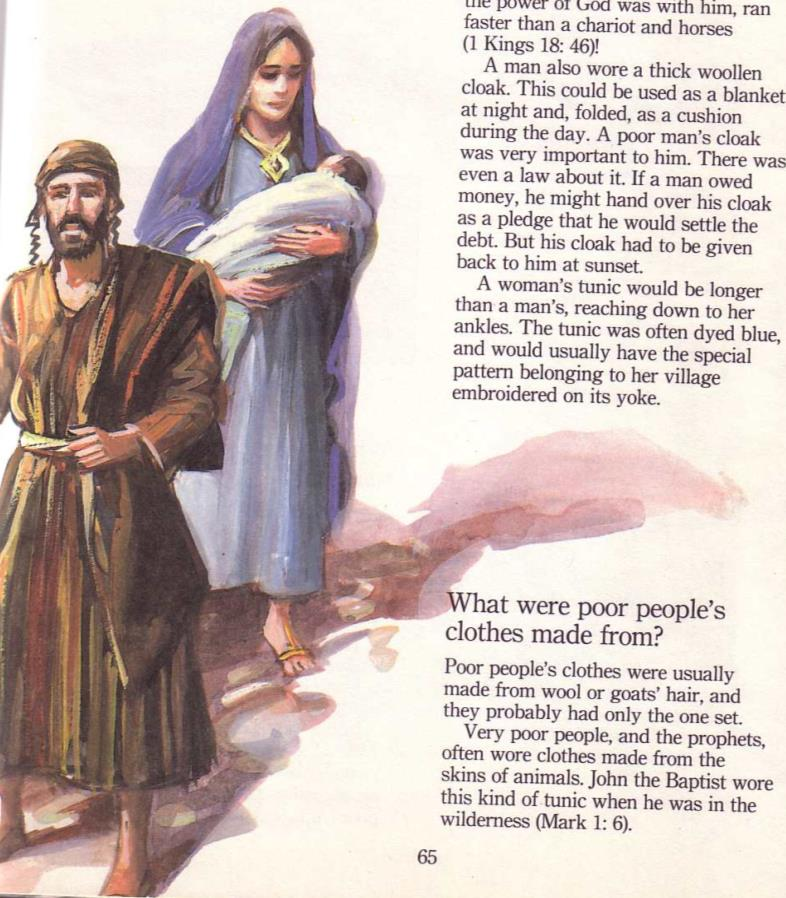 the power of God was with him, ran
faster than a chariot and horses
(1 Kings 18: 46)!
A man also wore a thick woollen
cloak. This could be used as a blanket
at night and, folded, as a cushion
during the day. A poor man's cloak
was very important to him. There was
even a law about it. If a man owed
money, he might hand over his cloak
as a pledge that he would settle the
debt. But his cloak had to be given
back to him at sunset.
A woman's tunic would be longer
than a man's, reaching down to her
ankles. The tunic was often dyed blue,
and would usually have the special
pattern belonging to her village
embroidered on its yoke.
What were poor people's
clothes made from?
Poor people's clothes were usually
made from wool or goats' hair, and
they probably had only the one set.
Very poor people, and the prophets,
often wore clothes made from the
skins of animals. John the Baptist wore
this kind of tunic when he was in the
wilderness (Mark 1: 6).
65